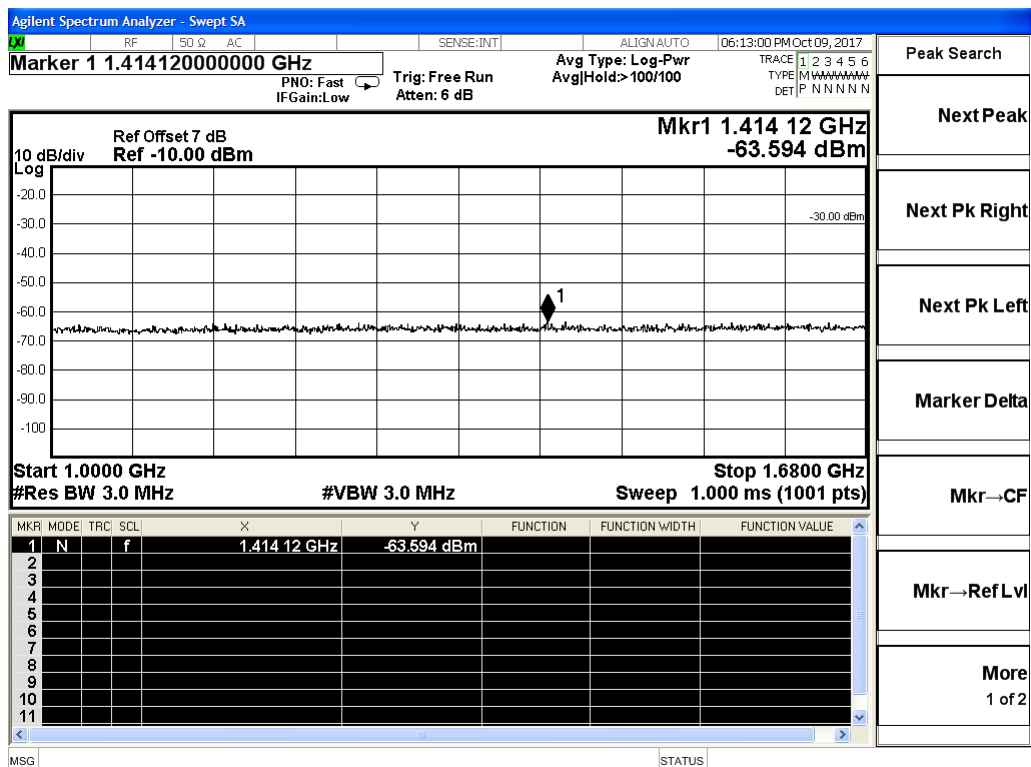 Agilent Spectrum Analyzer - Swept SA
LXI RF 50 Ω AC SENSE:INT ALIGN AUTO 06:13:00 PM Oct 09, 2017
Marker 1 1.414120000000 GHz
PNO: Fast
IFGain:Low
Trig: Free Run
Atten: 6 dB
Avg Type: Log-Pwr
Avg|Hold:>100/100
TRACE 1 2 3 4 5 6
TYPE M
DET P N N N N N
Mkr1 1.414 12 GHz
-63.594 dBm
Ref Offset 7 dB
10 dB/div Ref -10.00 dBm
Log
-20.0
-30.0
-40.0
-50.0
-60.0
-70.0
-80.0
-90.0
-100
-30.00 dBm
1
Start 1.0000 GHz Stop 1.6800 GHz
#Res BW 3.0 MHz #VBW 3.0 MHz Sweep 1.000 ms (1001 pts)
MKR MODE TRC SCL X Y FUNCTION FUNCTION WIDTH FUNCTION VALUE
1 N f 1.414 12 GHz -63.594 dBm
2
3
4
5
6
7
8
9
10
11
MSG STATUS
Peak Search
Next Peak
Next Pk Right
Next Pk Left
Marker Delta
Mkr→CF
Mkr→Ref Lvl
More
1 of 2